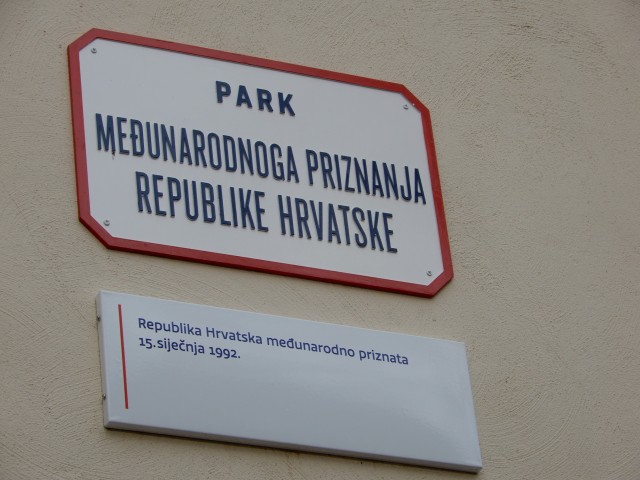 PARK
MEĐUNARODNOGA PRIZNANJA
REPUBLIKE HRVATSKE
Republika Hrvatska međunarodno priznata
15.siječnja 1992.